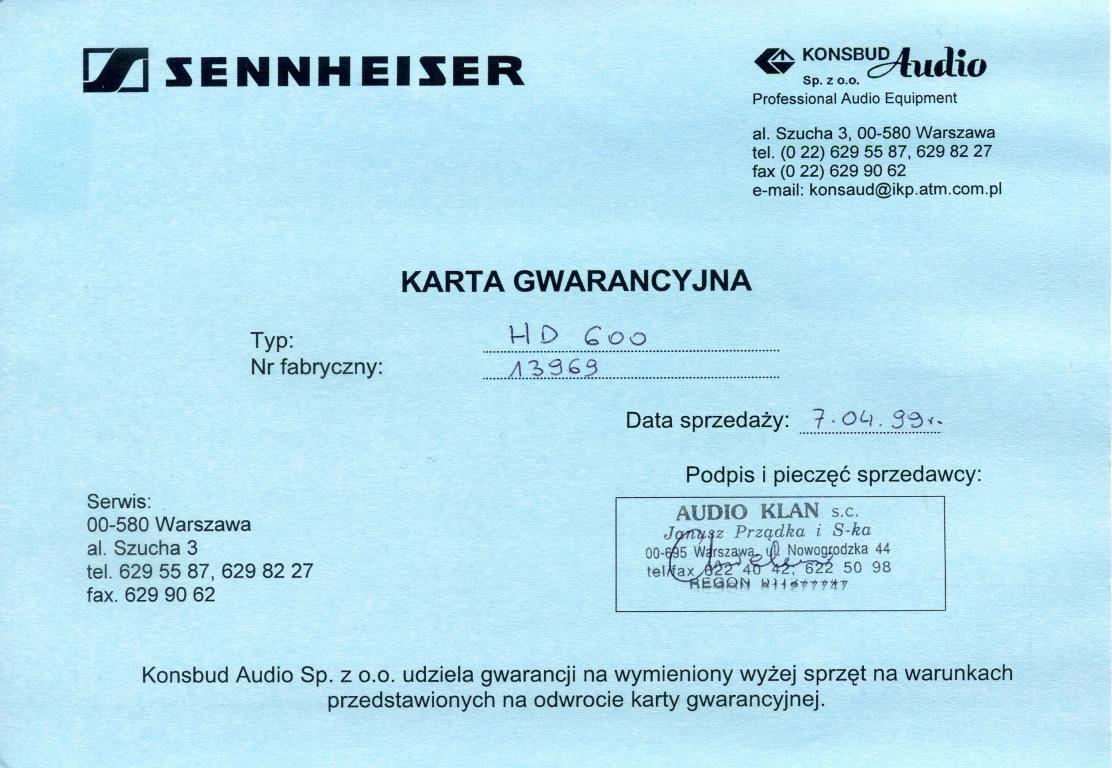 SENNHEISER
KONSBUD Audio
Sp. z o.o.
Professional Audio Equipment
al. Szucha 3, 00-580 Warszawa
tel. (0 22) 629 55 87, 629 82 27
fax (0 22) 629 90 62
e-mail: konsaud@ikp.atm.com.pl
KARTA GWARANCYJNA
Typ: HD 600
Nr fabryczny: 13969
Data sprzedaży: 7.04.99r.
Podpis i pieczęć sprzedawcy:
AUDIO KLAN s.c.
Janusz Prządka i S-ka
00-695 Warszawa, ul. Nowogrodzka 44
tel/fax 622 40 42, 622 50 98
REGON
Serwis:
00-580 Warszawa
al. Szucha 3
tel. 629 55 87, 629 82 27
fax. 629 90 62
Konsbud Audio Sp. z o.o. udziela gwarancji na wymieniony wyżej sprzęt na warunkach
przedstawionych na odwrocie karty gwarancyjnej.